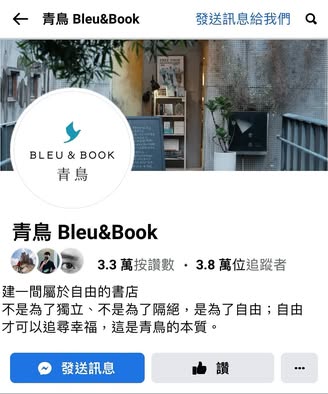 青鳥 Bleu&Book
發送訊息給我們
BLEU & BOOK
青鳥
青鳥 Bleu&Book
3.3 萬按讚數 · 3.8 萬位追蹤者
建一間屬於自由的書店
不是為了獨立、不是為了隔絕，是為了自由；自由
才可以追尋幸福，這是青鳥的本質。
發送訊息
讚